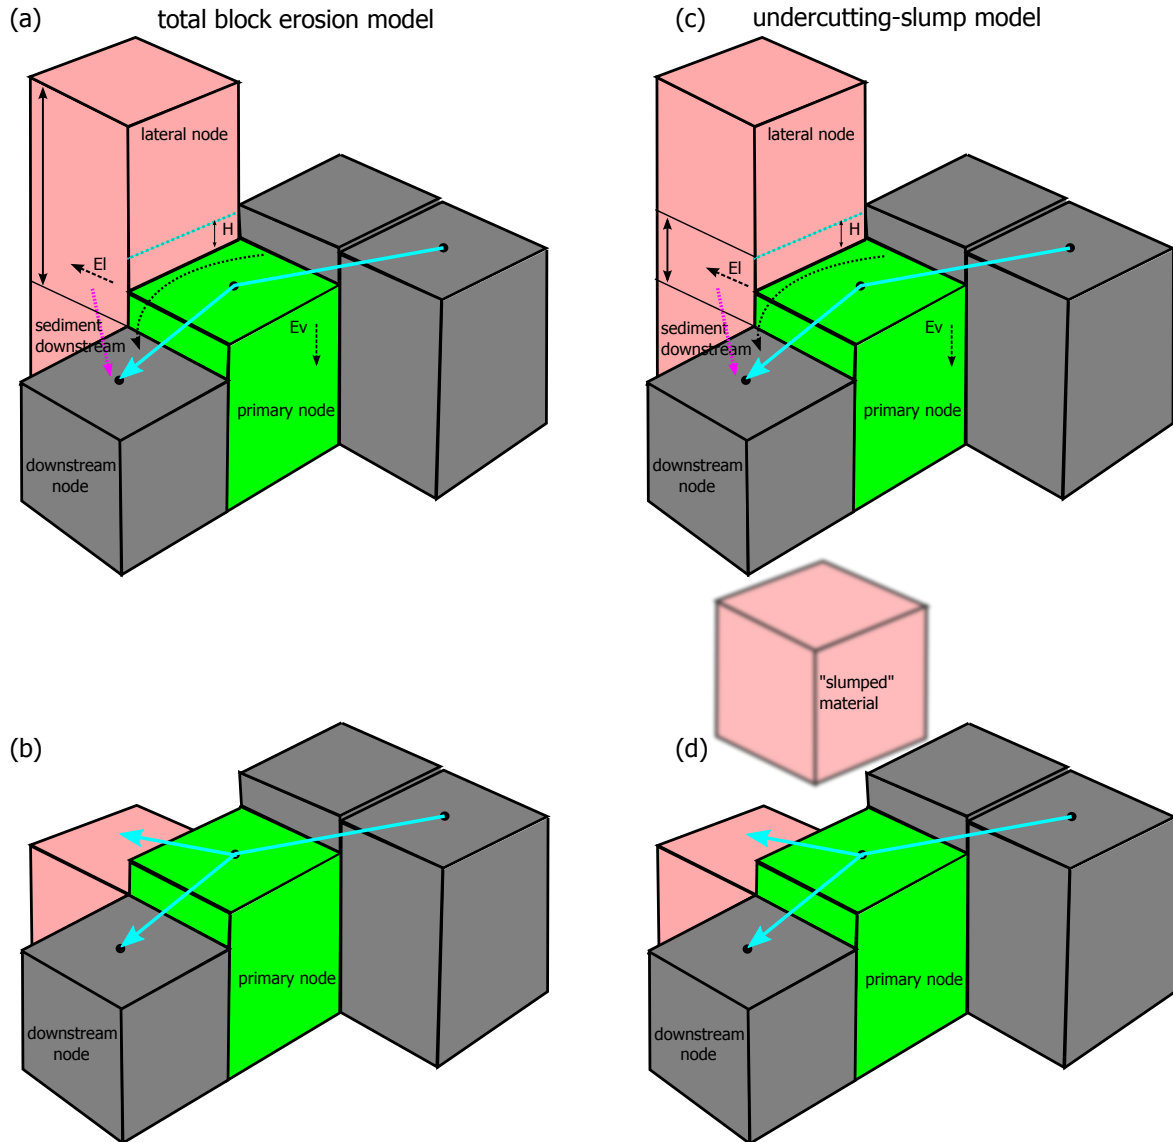 (a)
total block erosion model
(c)
undercutting-slump model
lateral node
H
El
sediment
downstream
Ev
primary node
downstream
node
lateral node
H
El
sediment
downstream
Ev
primary node
downstream
node
"slumped"
material
(b)
primary node
downstream
node
(d)
primary node
downstream
node